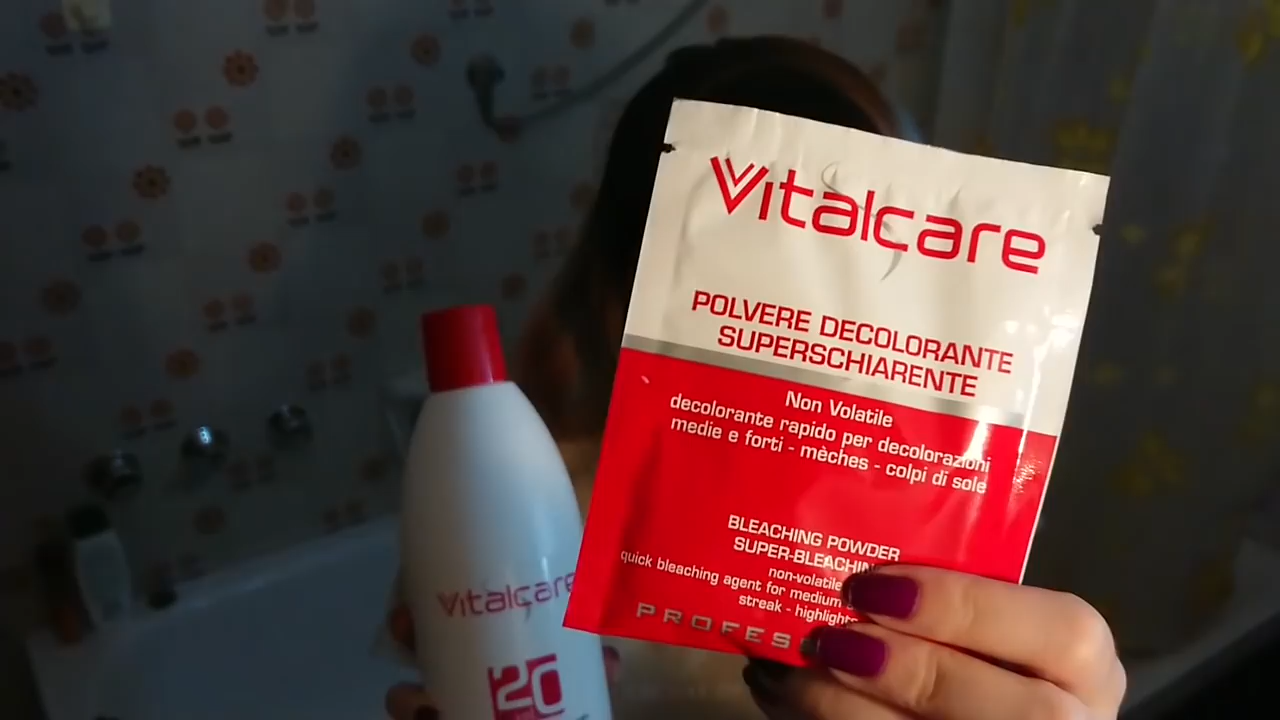 Vitalcare
POLVERE DECOLORANTE
SUPERSCHIARENTE
Non Volatile
decolorante rapido per decolorazioni
medie e forti - mèches - colpi di sole
BLEACHING POWDER
SUPER-BLEACHIN
non-volatile
quick bleaching agent for medium
streak - highlights
PROFES
Vitalcare
20